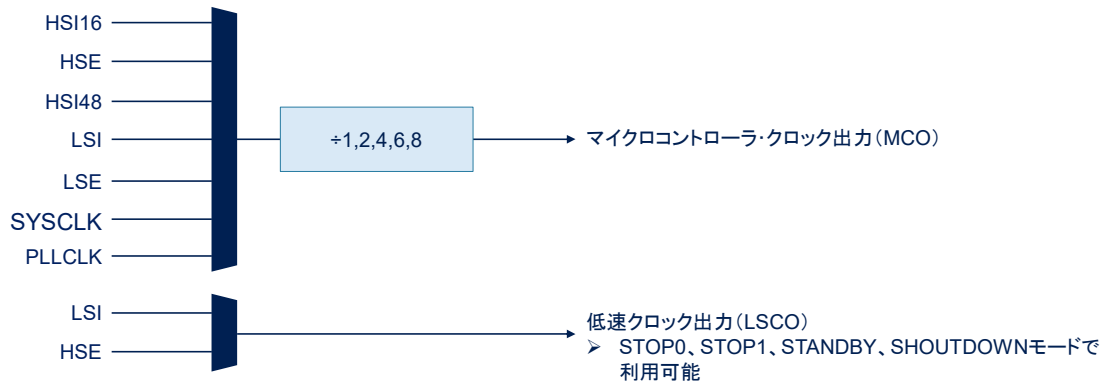 HSI16
HSE
HSI48
LSI
LSE
SYSCLK
PLLCLK
÷1,2,4,6,8
マイクロコントローラ・クロック出力（MCO）
LSI
HSE
低速クロック出力（LSCO）
➢ STOP0、STOP1、STANDBY、SHOUTDOWNモードで
利用可能